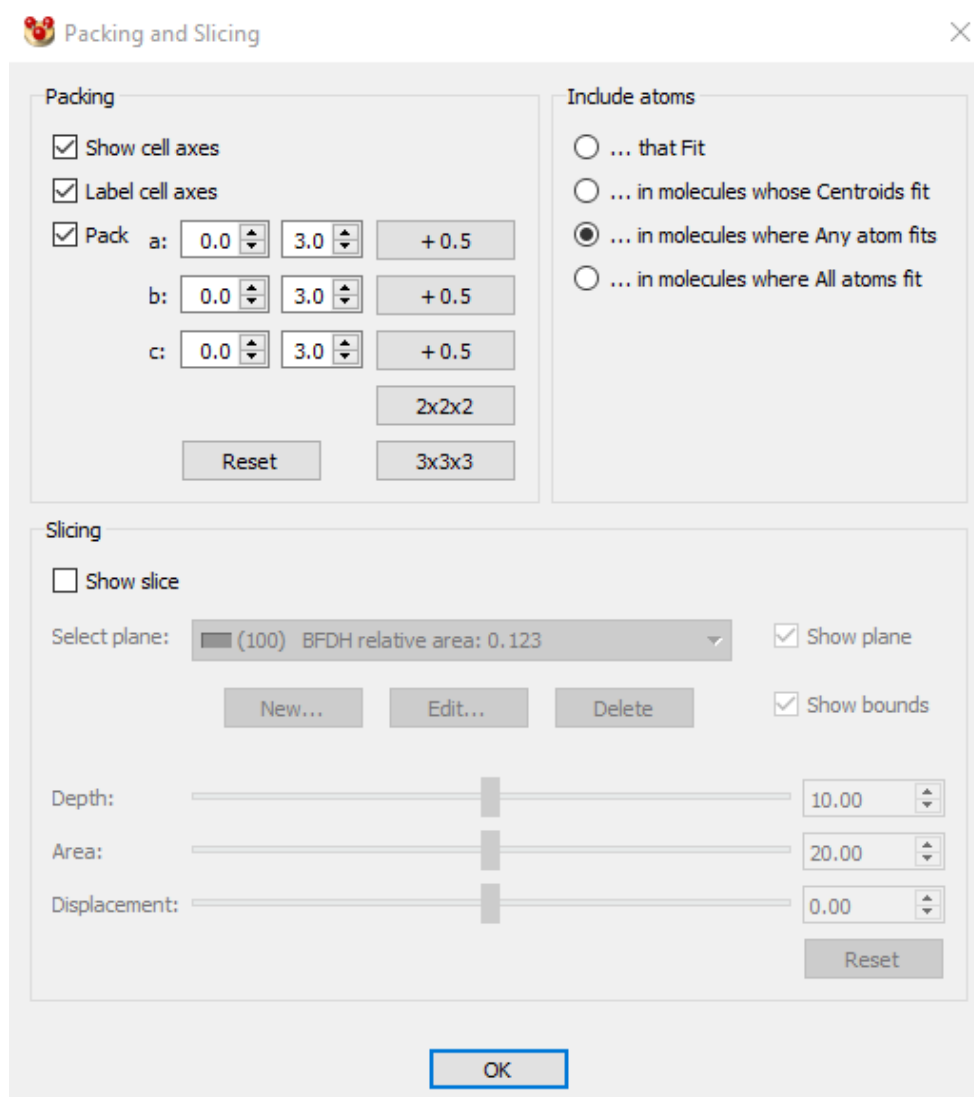 Packing and Slicing
Packing
Show cell axes
Label cell axes
Pack a: 0.0 3.0 +0.5
b: 0.0 3.0 +0.5
c: 0.0 3.0 +0.5
2x2x2
Reset 3x3x3
Include atoms
... that Fit
... in molecules whose Centroids fit
... in molecules where Any atom fits
... in molecules where All atoms fit
Slicing
Show slice
Select plane: (100) BFDH relative area: 0.123 Show plane
New... Edit... Delete Show bounds
Depth: 10.00
Area: 20.00
Displacement: 0.00
Reset
OK